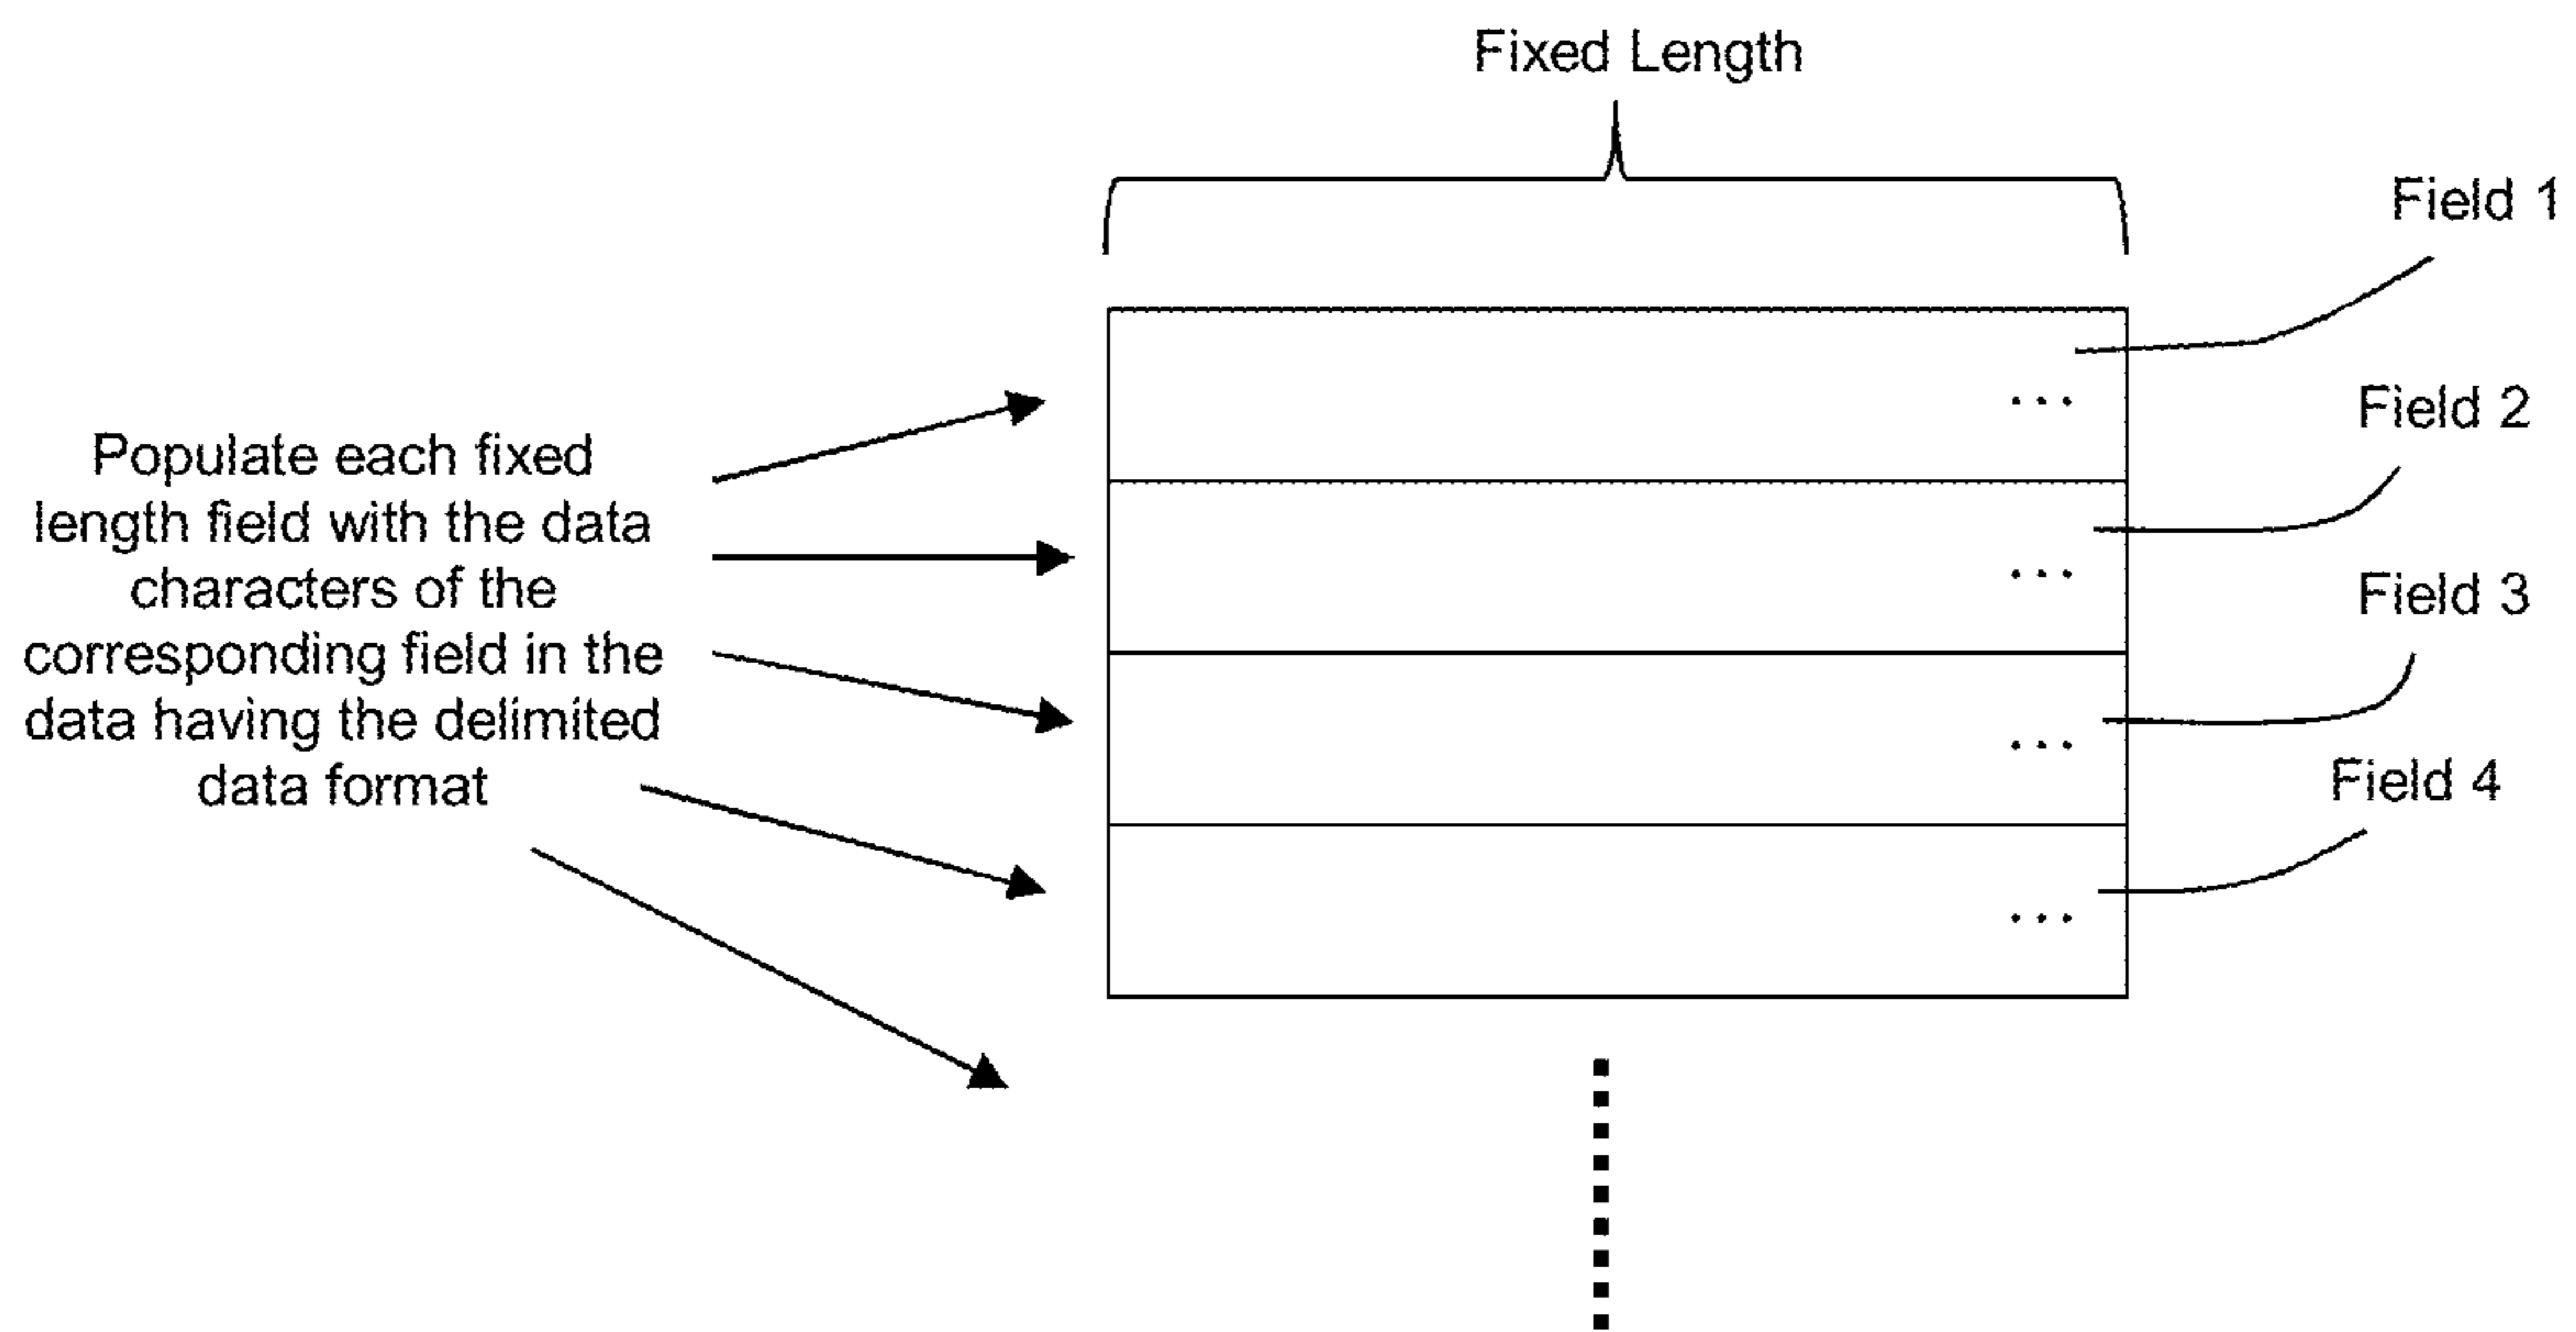 Fixed Length
Field 1
Field 2
Field 3
Field 4
Populate each fixed
length field with the data
characters of the
corresponding field in the
data having the delimited
data format
...
...
...
...